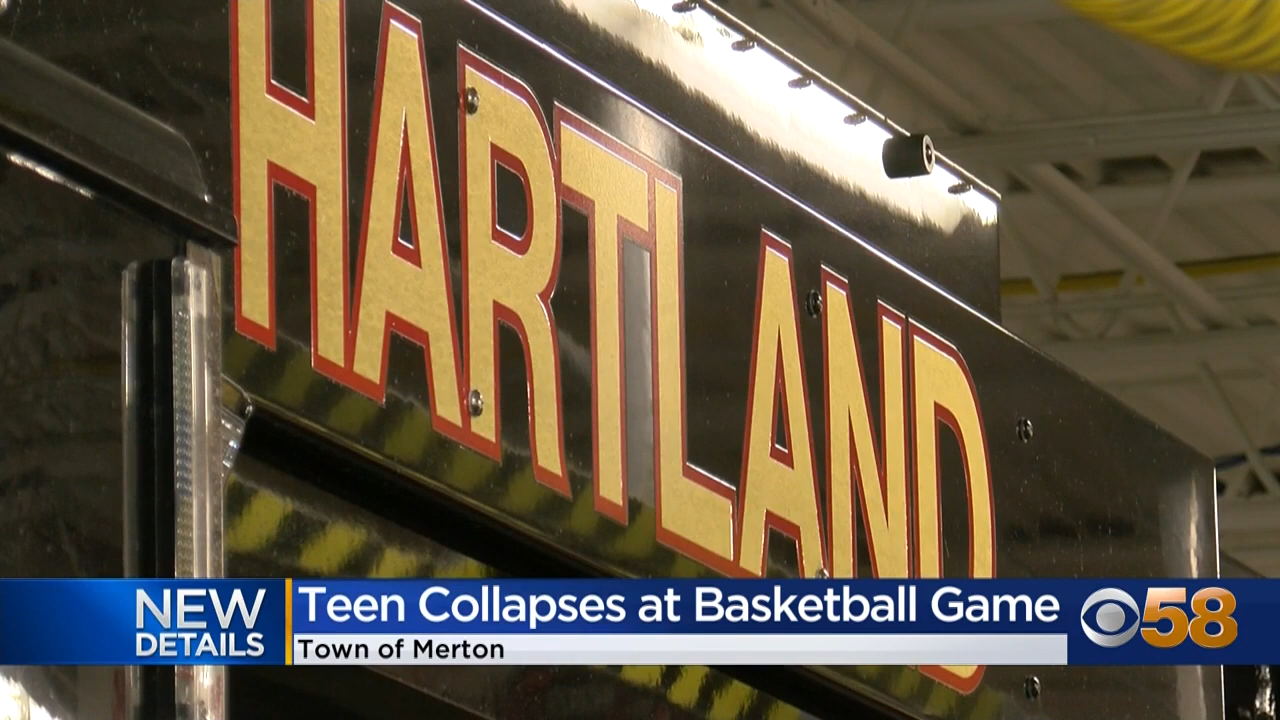 HARTLAND
NEW
DETAILS
Teen Collapses at Basketball Game
Town of Merton
58